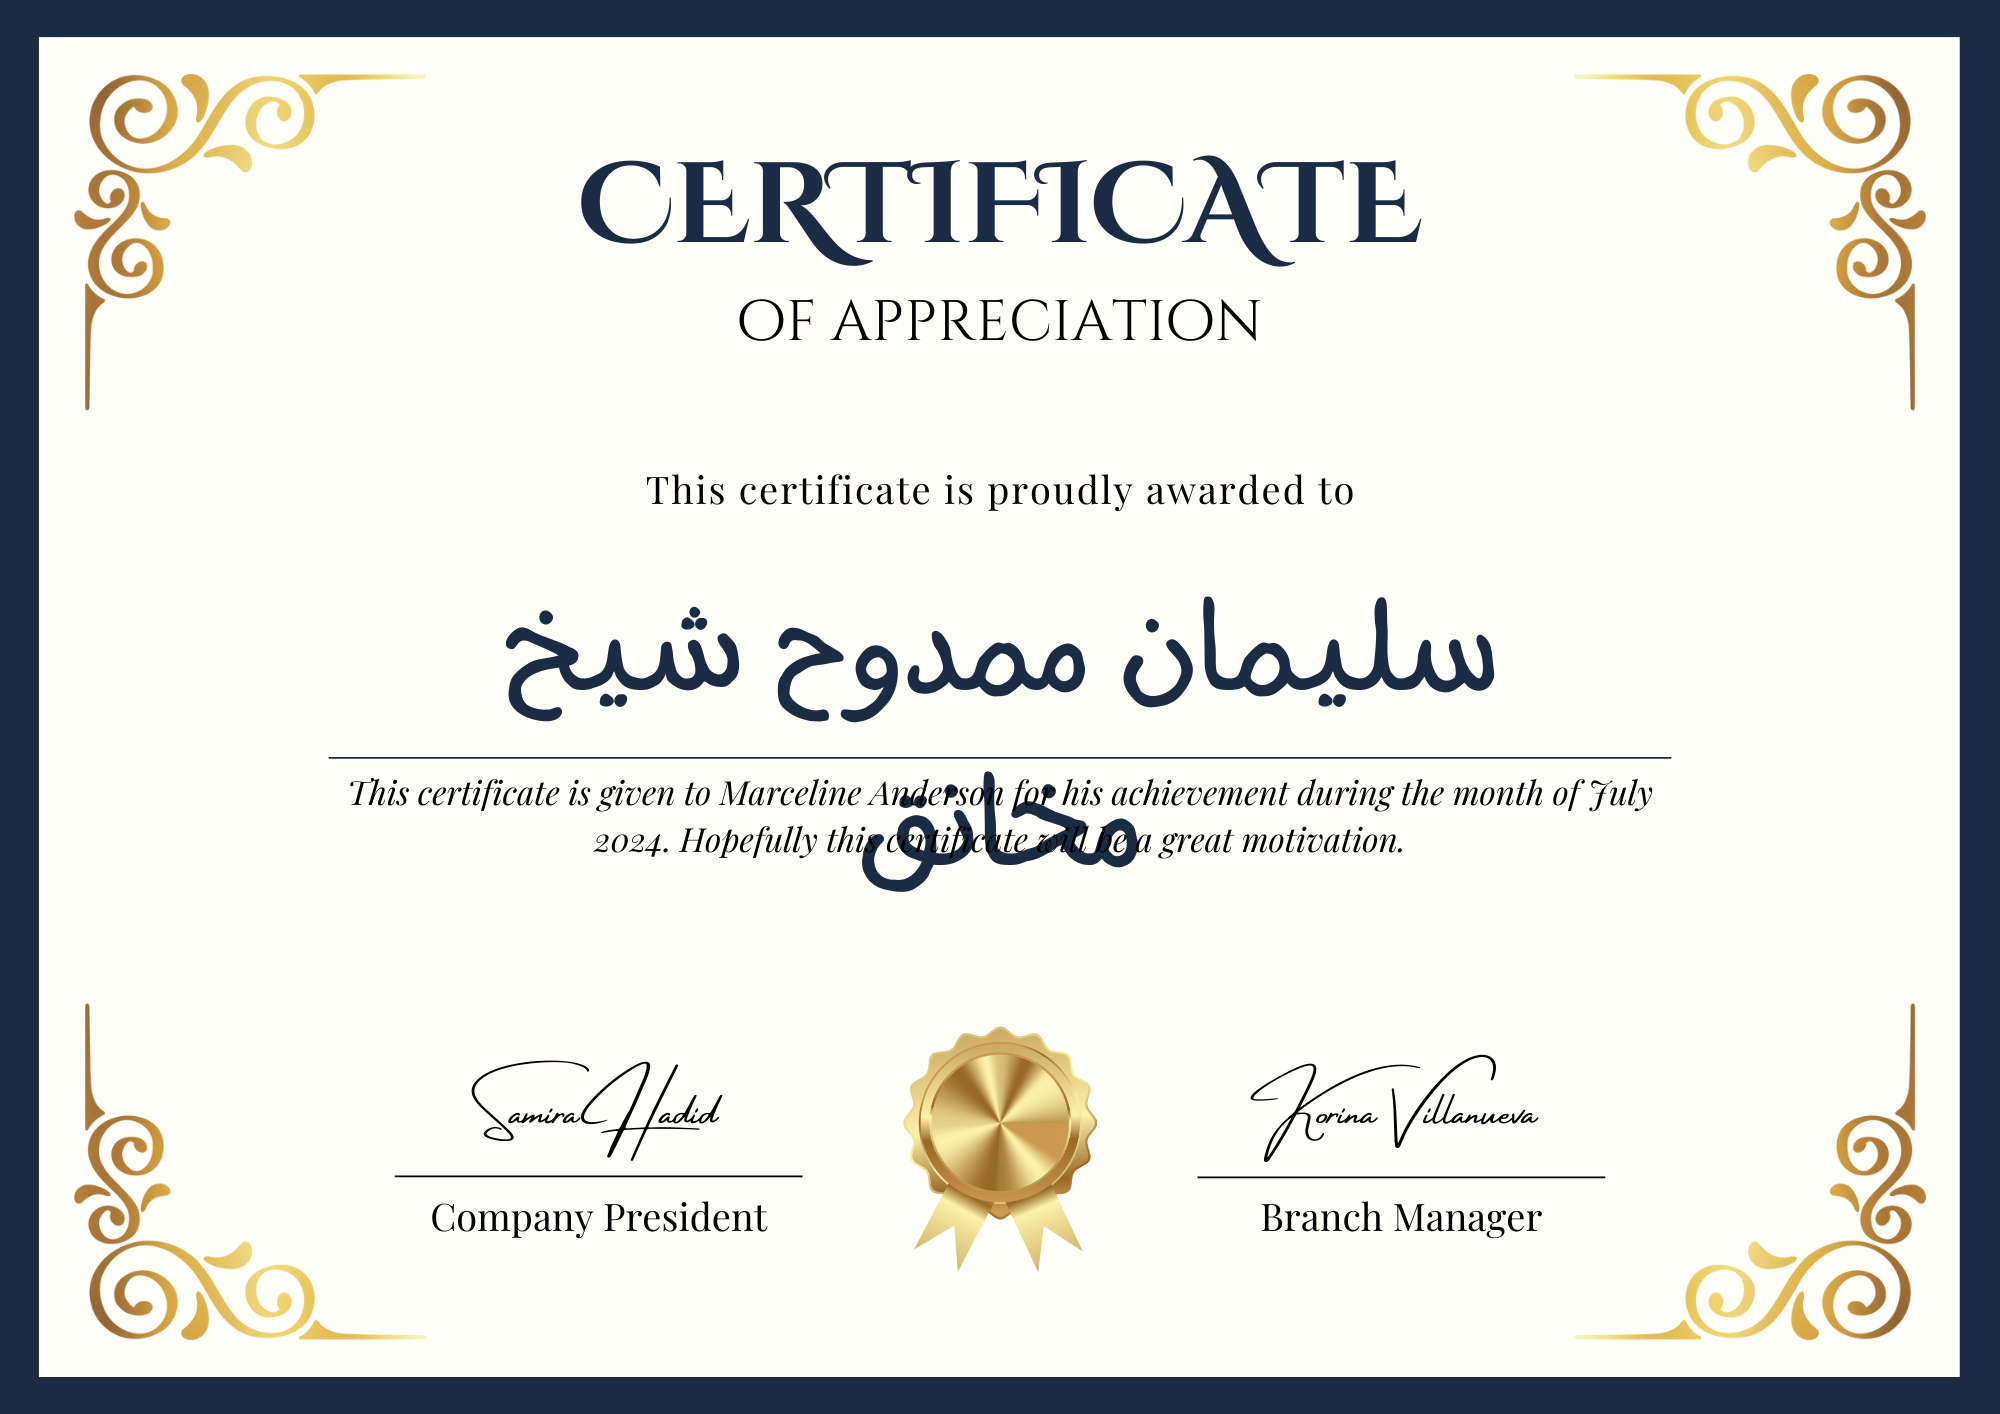 CERTIFICATE
OF APPRECIATION
This certificate is proudly awarded to
سليمان ممدوح شيخ
مخانق
This certificate is given to Marceline Anderson for his achievement during the month of July
2024. Hopefully this certificate will be a great motivation.
Samira Hadid
Korina Villanueva
Company President
Branch Manager